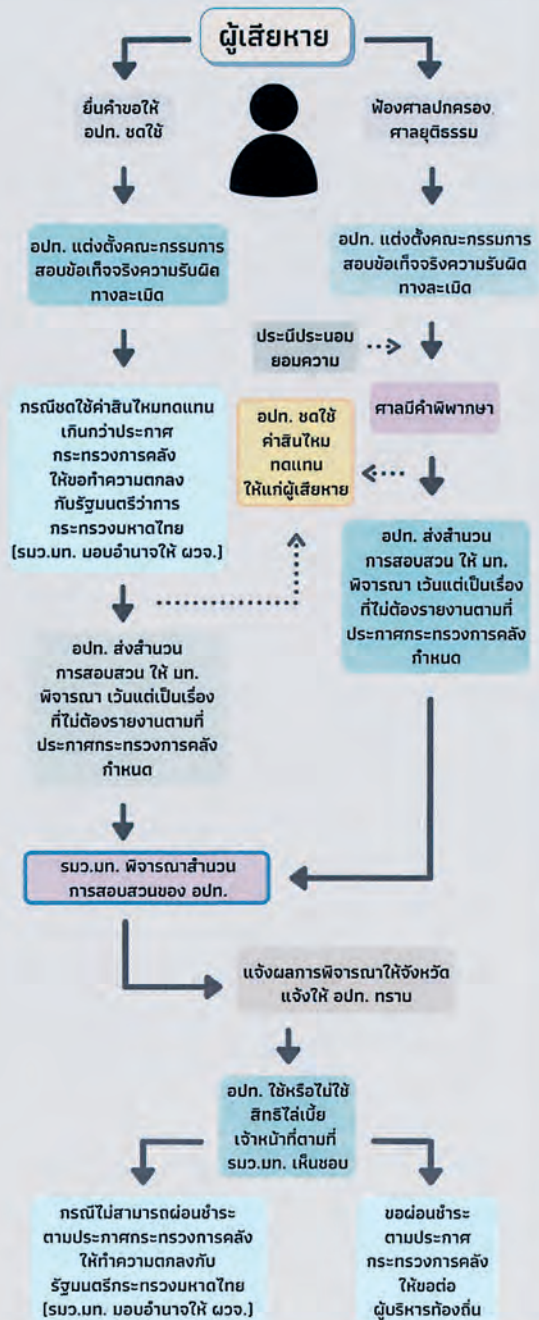 ผู้เสียหาย
ยื่นคำขอให้
อปท. ชดใช้
ฟ้องศาลปกครอง
ศาลยุติธรรม
อปท. แต่งตั้งคณะกรรมการ
สอบข้อเท็จจริงความรับผิด
ทางละเมิด
อปท. แต่งตั้งคณะกรรมการ
สอบข้อเท็จจริงความรับผิด
ทางละเมิด
ประนีประนอม
ยอมความ
กรณีชดใช้ค่าสินไหมทดแทน
เกินกว่าประกาศ
กระทรวงการคลัง
ให้ขอทำความตกลง
กับรัฐมนตรีว่าการ
กระทรวงมหาดไทย
(รมว.มท. มอบอำนาจให้ ผวจ.)
อปท. ชดใช้
ค่าสินไหม
ทดแทน
ให้แก่ผู้เสียหาย
ศาลมีคำพิพากษา
อปท. ส่งสำนวน
การสอบสวน ให้ มท.
พิจารณา เว้นแต่เป็นเรื่อง
ที่ไม่ต้องรายงานตามที่
ประกาศกระทรวงการคลัง
กำหนด
อปท. ส่งสำนวน
การสอบสวน ให้ มท.
พิจารณา เว้นแต่เป็นเรื่อง
ที่ไม่ต้องรายงานตามที่
ประกาศกระทรวงการคลัง
กำหนด
รมว.มท. พิจารณาสำนวน
การสอบสวนของ อปท.
แจ้งผลการพิจารณาให้จังหวัด
แจ้งให้ อปท. ทราบ
อปท. ใช้หรือไม่ใช้
สิทธิไล่เบี้ย
เจ้าหน้าที่ตามที่
รมว.มท. เห็นชอบ
กรณีไม่สามารถผ่อนชำระ
ตามประกาศกระทรวงการคลัง
ให้ทำความตกลงกับ
รัฐมนตรีกระทรวงมหาดไทย
(รมว.มท. มอบอำนาจให้ ผวจ.)
ขอผ่อนชำระ
ตามประกาศ
กระทรวงการคลัง
ให้ขอต่อ
ผู้บริหารท้องถิ่น